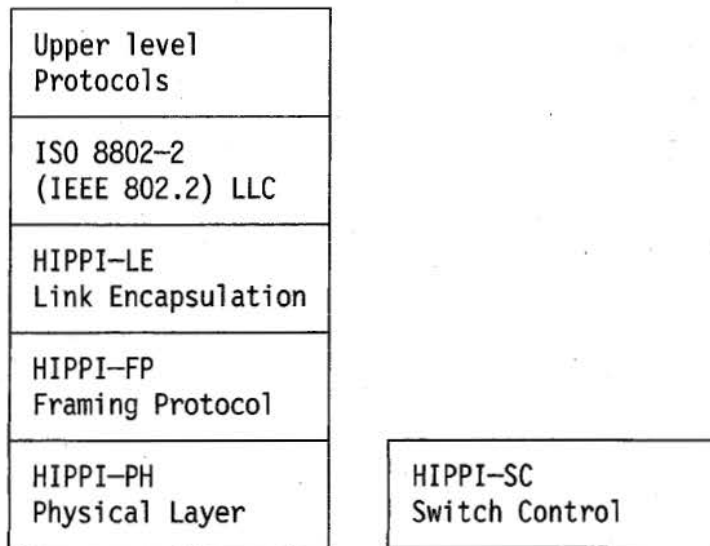 Upper level
Protocols
ISO 8802-2
(IEEE 802.2) LLC
HIPPI-LE
Link Encapsulation
HIPPI-FP
Framing Protocol
HIPPI-PH
Physical Layer
HIPPI-SC
Switch Control